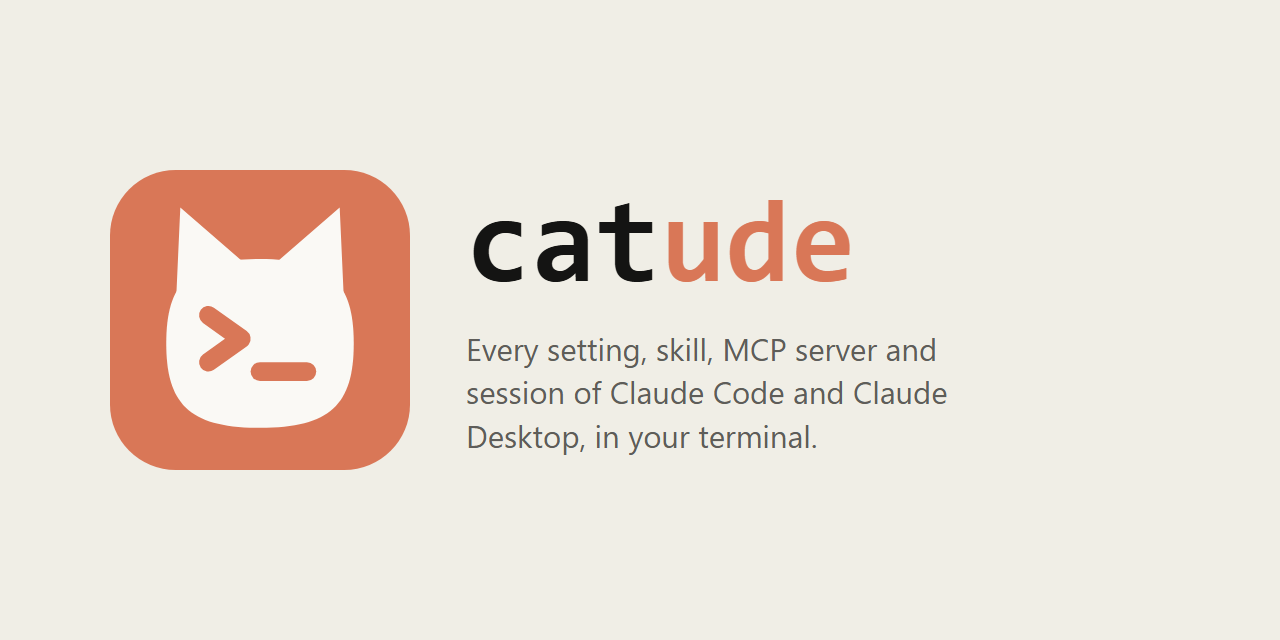 catude
Every setting, skill, MCP server and
session of Claude Code and Claude
Desktop, in your terminal.